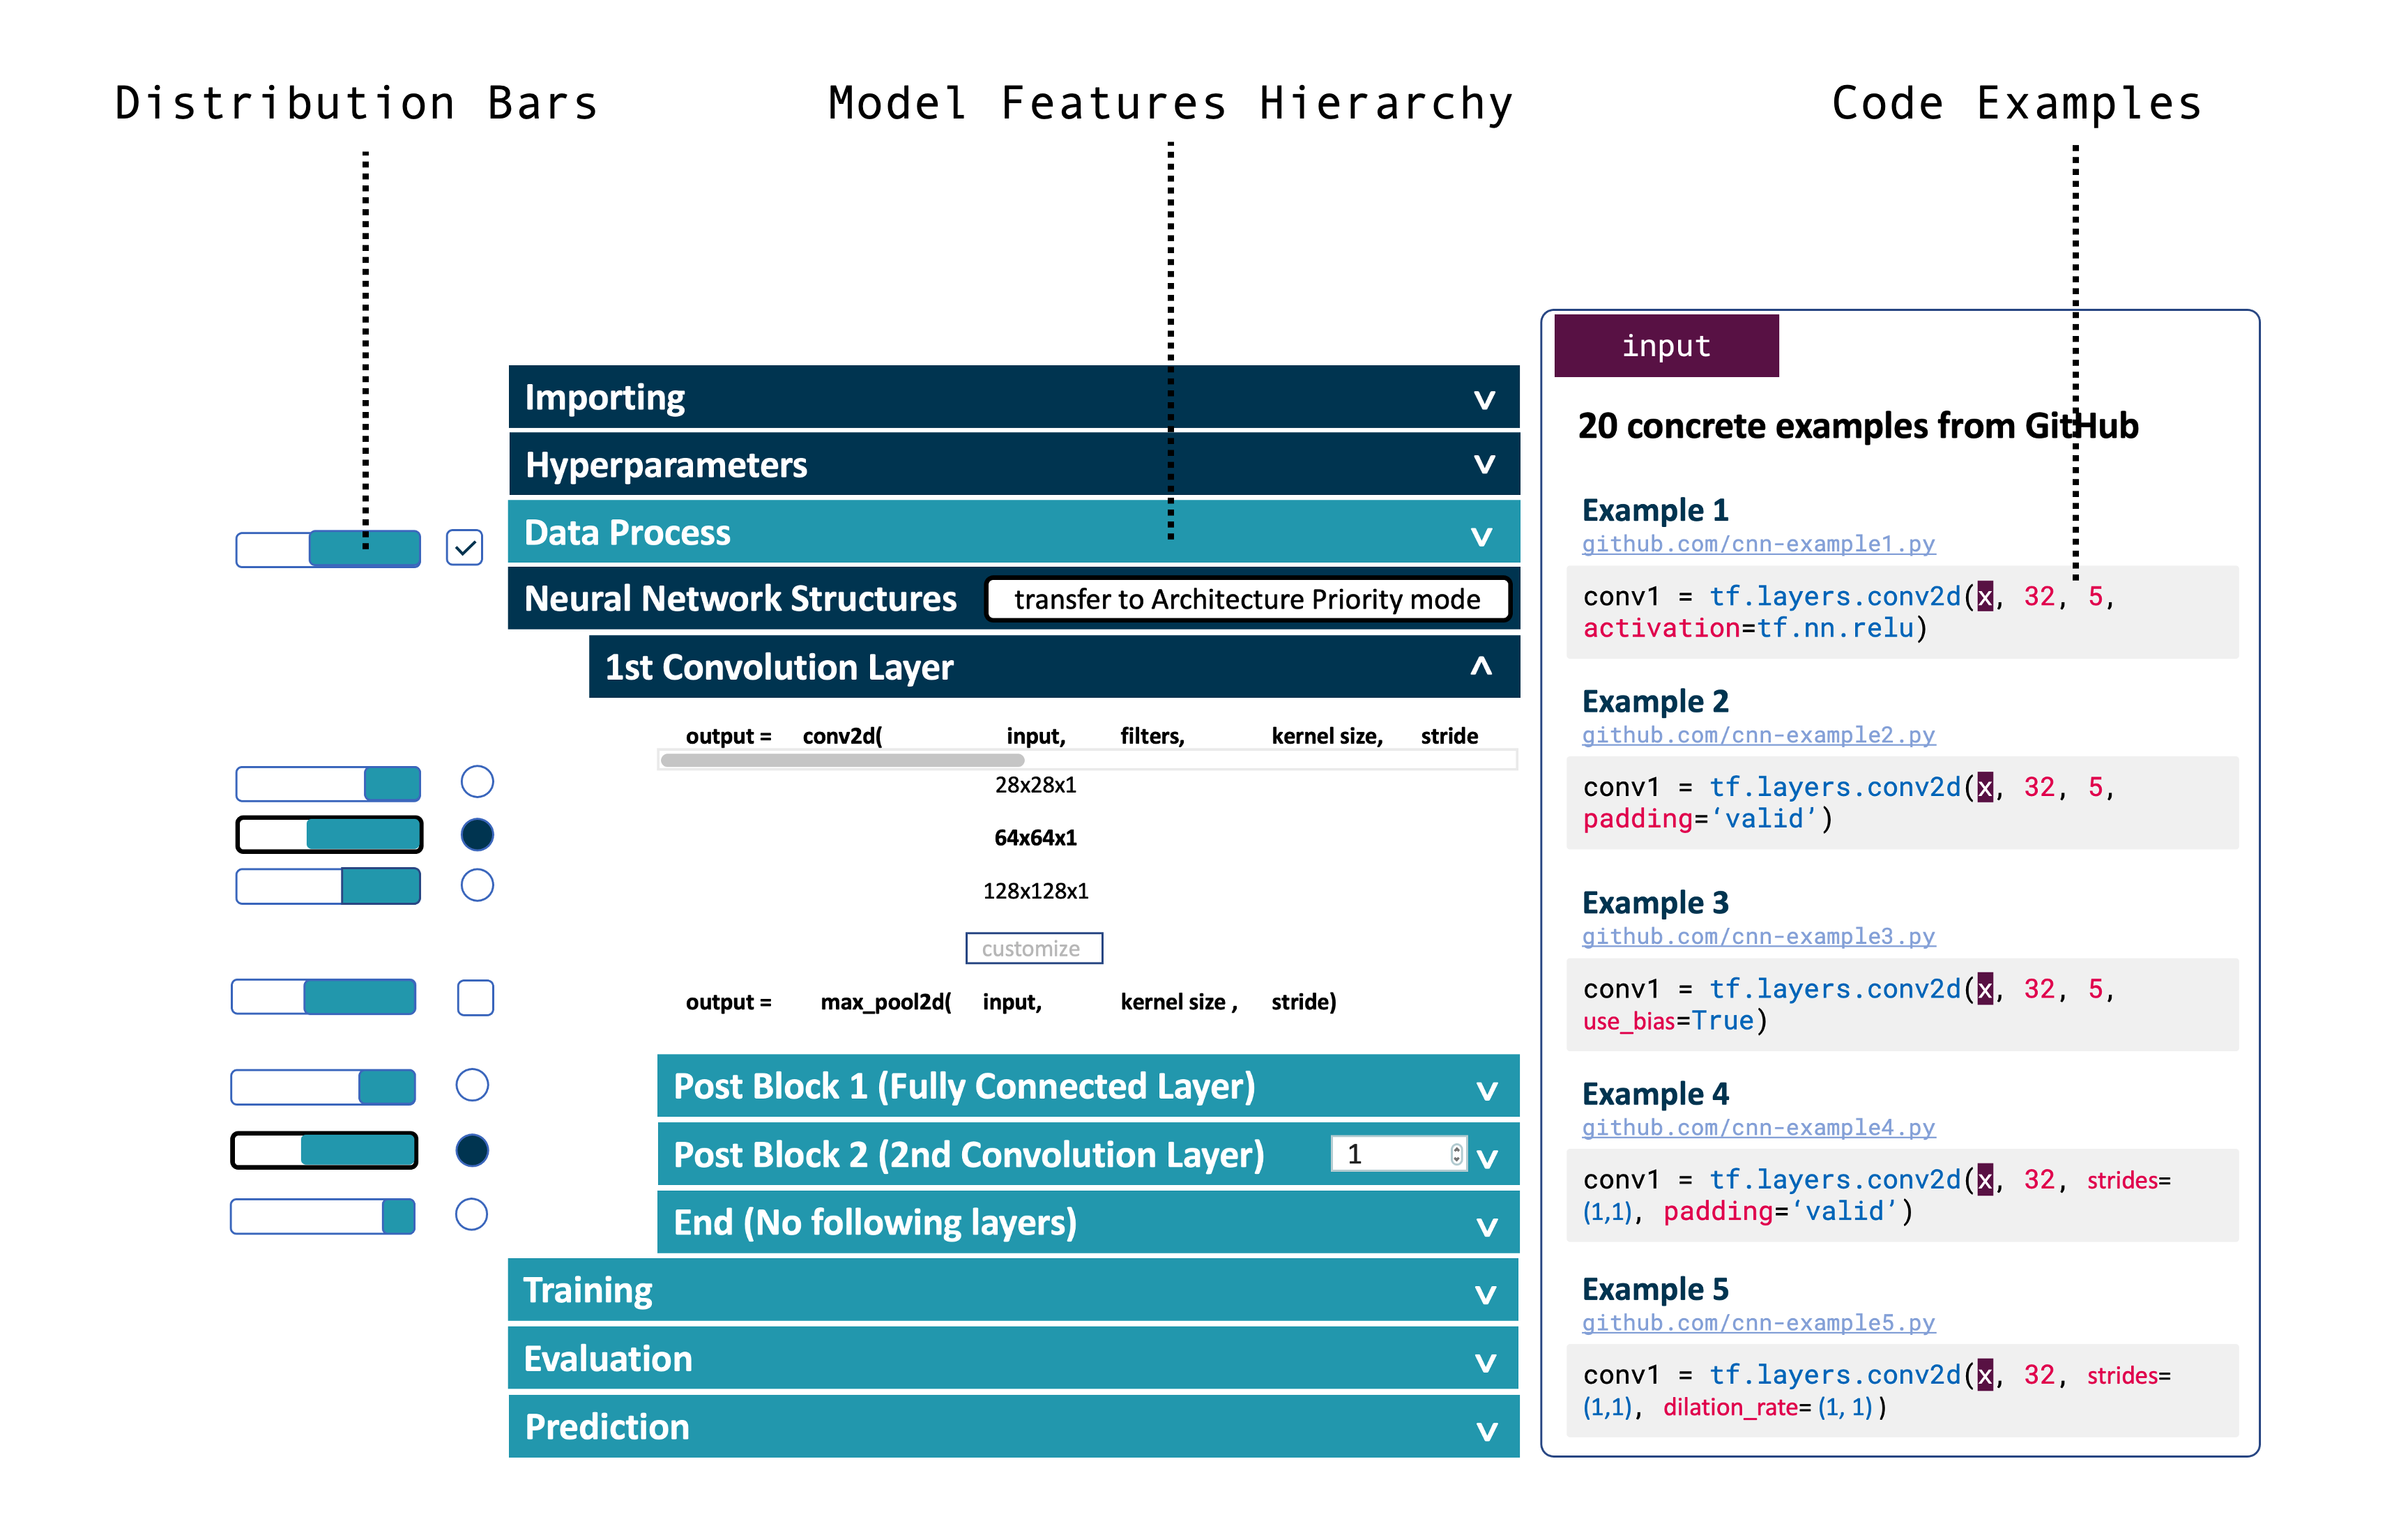 Distribution Bars
Model Features Hierarchy
Code Examples
Importing
Hyperparameters
Data Process
Neural Network Structures
transfer to Architecture Priority mode
1st Convolution Layer
output = conv2d( input, filters, kernel size, stride
28x28x1
64x64x1
128x128x1
customize
output = max_pool2d( input, kernel size , stride)
Post Block 1 (Fully Connected Layer)
Post Block 2 (2nd Convolution Layer) 1
End (No following layers)
Training
Evaluation
Prediction
input
20 concrete examples from GitHub
Example 1
github.com/cnn-example1.py
conv1 = tf.layers.conv2d(x, 32, 5,
activation=tf.nn.relu)
Example 2
github.com/cnn-example2.py
conv1 = tf.layers.conv2d(x, 32, 5,
padding=‘valid’)
Example 3
github.com/cnn-example3.py
conv1 = tf.layers.conv2d(x, 32, 5,
use_bias=True)
Example 4
github.com/cnn-example4.py
conv1 = tf.layers.conv2d(x, 32, strides=
(1,1), padding=‘valid’)
Example 5
github.com/cnn-example5.py
conv1 = tf.layers.conv2d(x, 32, strides=
(1,1), dilation_rate= (1, 1))